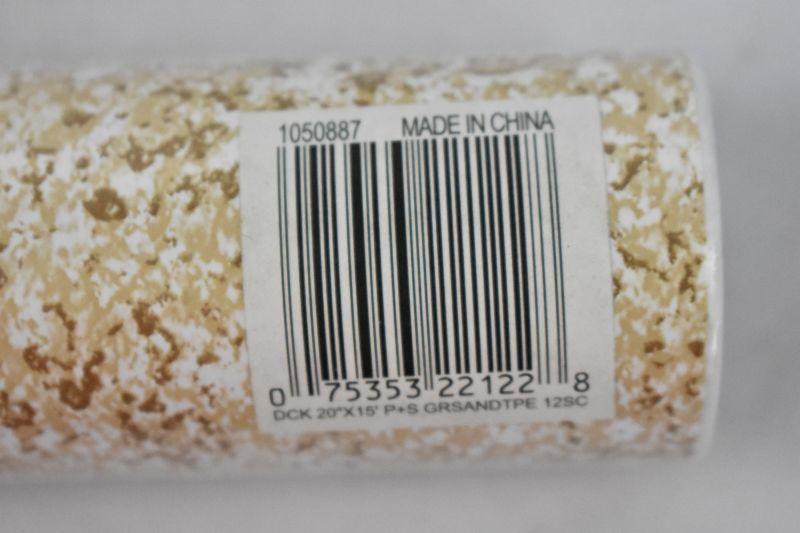 1050887 MADE IN CHINA
0 75353 22122 8
DCK 20"X15' P+S GRSANDTPE 12SC